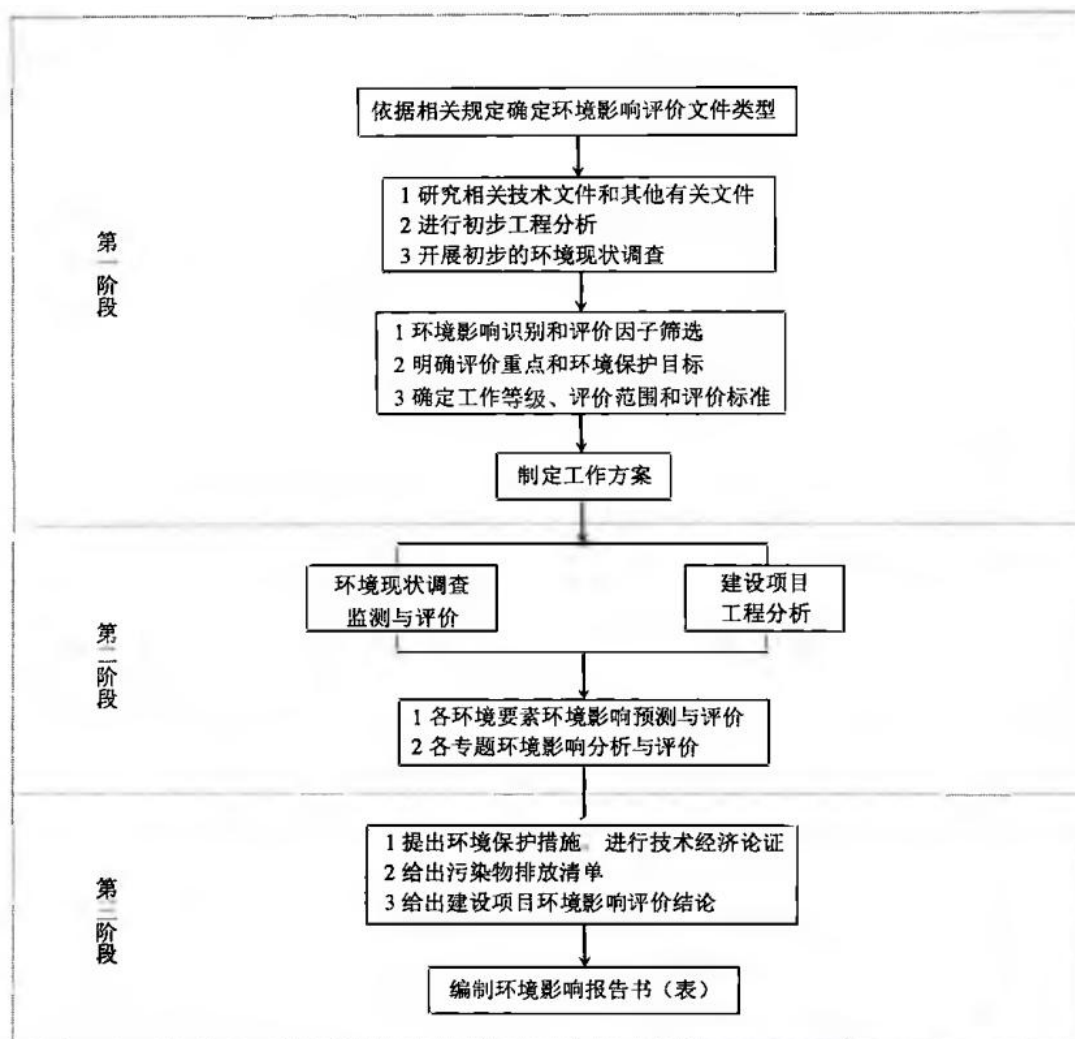 依据相关规定确定环境影响评价文件类型
1 研究相关技术文件和其他有关文件
2 进行初步工程分析
3 开展初步的环境现状调查
第一阶段
1 环境影响识别和评价因子筛选
2 明确评价重点和环境保护目标
3 确定工作等级、评价范围和评价标准
制定工作方案
环境现状调查
监测与评价
建设项目
工程分析
第二阶段
1 各环境要素环境影响预测与评价
2 各专题环境影响分析与评价
1 提出环境保护措施，进行技术经济论证
2 给出污染物排放清单
3 给出建设项目环境影响评价结论
第三阶段
编制环境影响报告书（表）